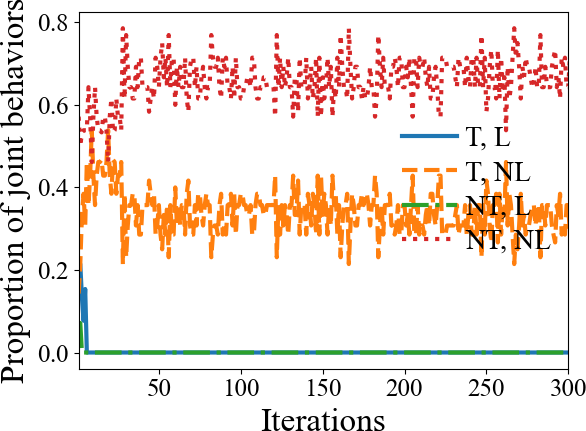 Proportion of joint behaviors
0.8
0.6
0.4
0.2
0.0
T, L
T, NL
NT, L
NT, NL
50
100
150
200
250
300
Iterations